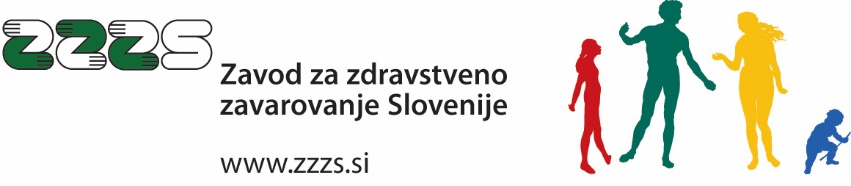 ZZZS
Zavod za zdravstveno
zavarovanje Slovenije
www.zzzs.si